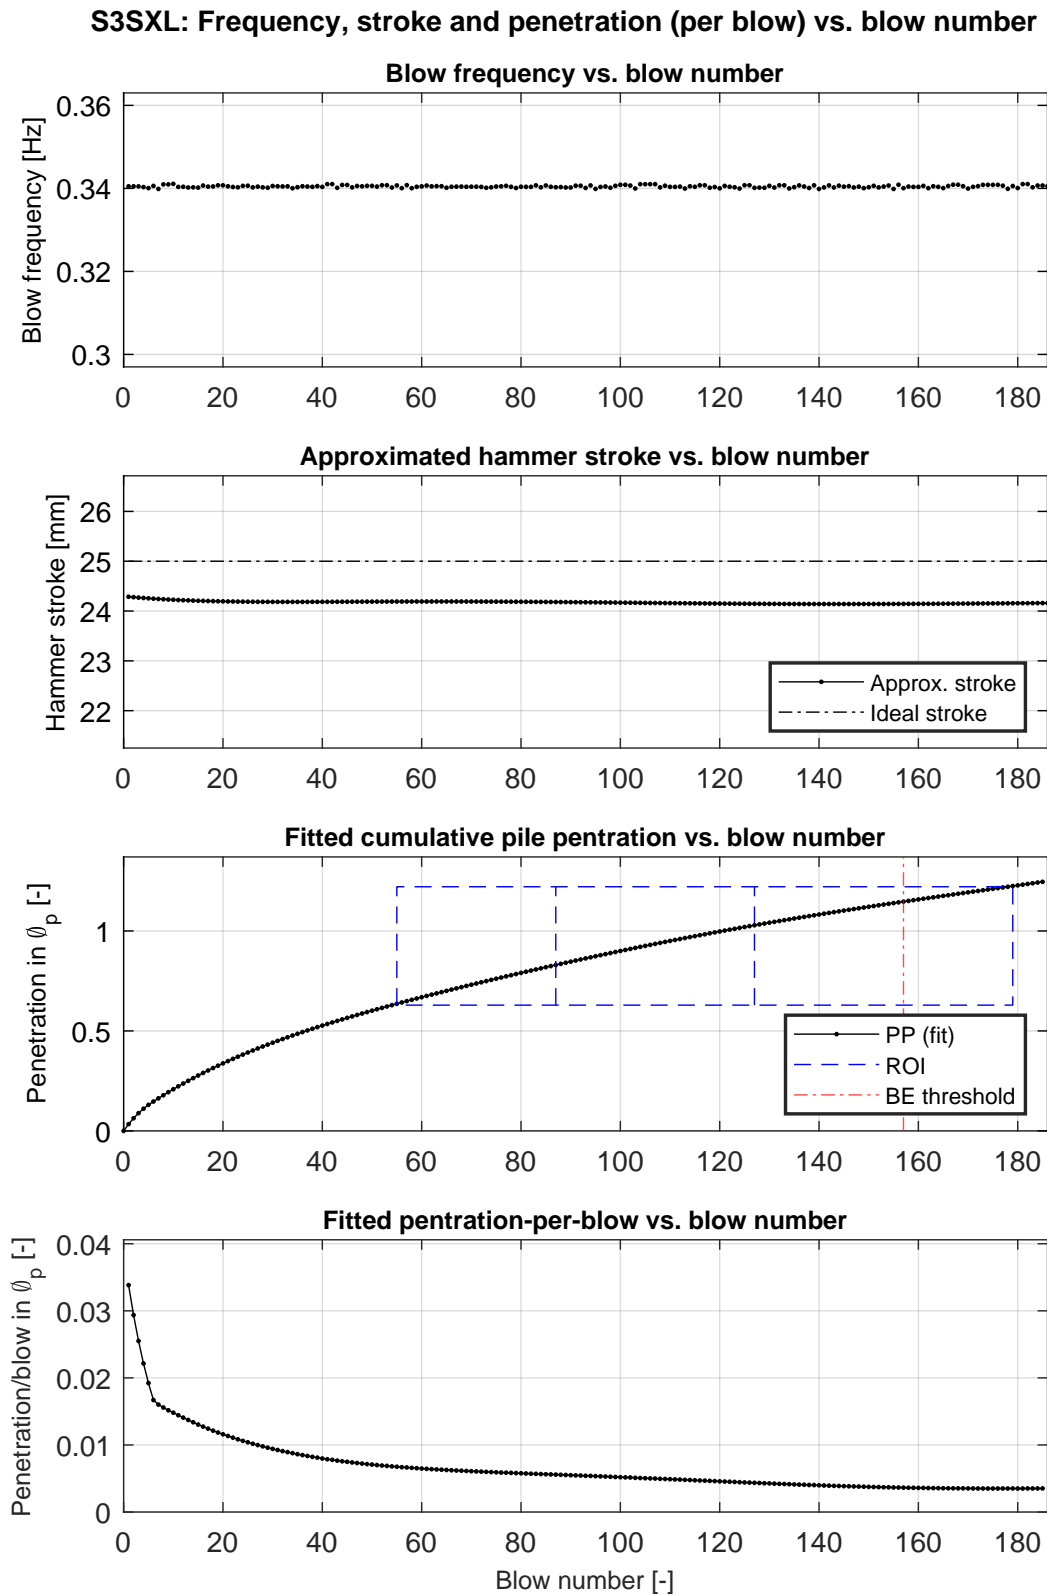 S3SXL: Frequency, stroke and penetration (per blow) vs. blow number
Blow frequency vs. blow number
Blow frequency [Hz]
0.36
0.34
0.32
0.3
0 20 40 60 80 100 120 140 160 180
Approximated hammer stroke vs. blow number
Hammer stroke [mm]
26
25
24
23
22
Approx. stroke
Ideal stroke
0 20 40 60 80 100 120 140 160 180
Fitted cumulative pile pentration vs. blow number
Penetration in ∅_p [-]
1
0.5
0
PP (fit)
ROI
BE threshold
0 20 40 60 80 100 120 140 160 180
Fitted pentration-per-blow vs. blow number
Penetration/blow in ∅_p [-]
0.04
0.03
0.02
0.01
0
0 20 40 60 80 100 120 140 160 180
Blow number [-]